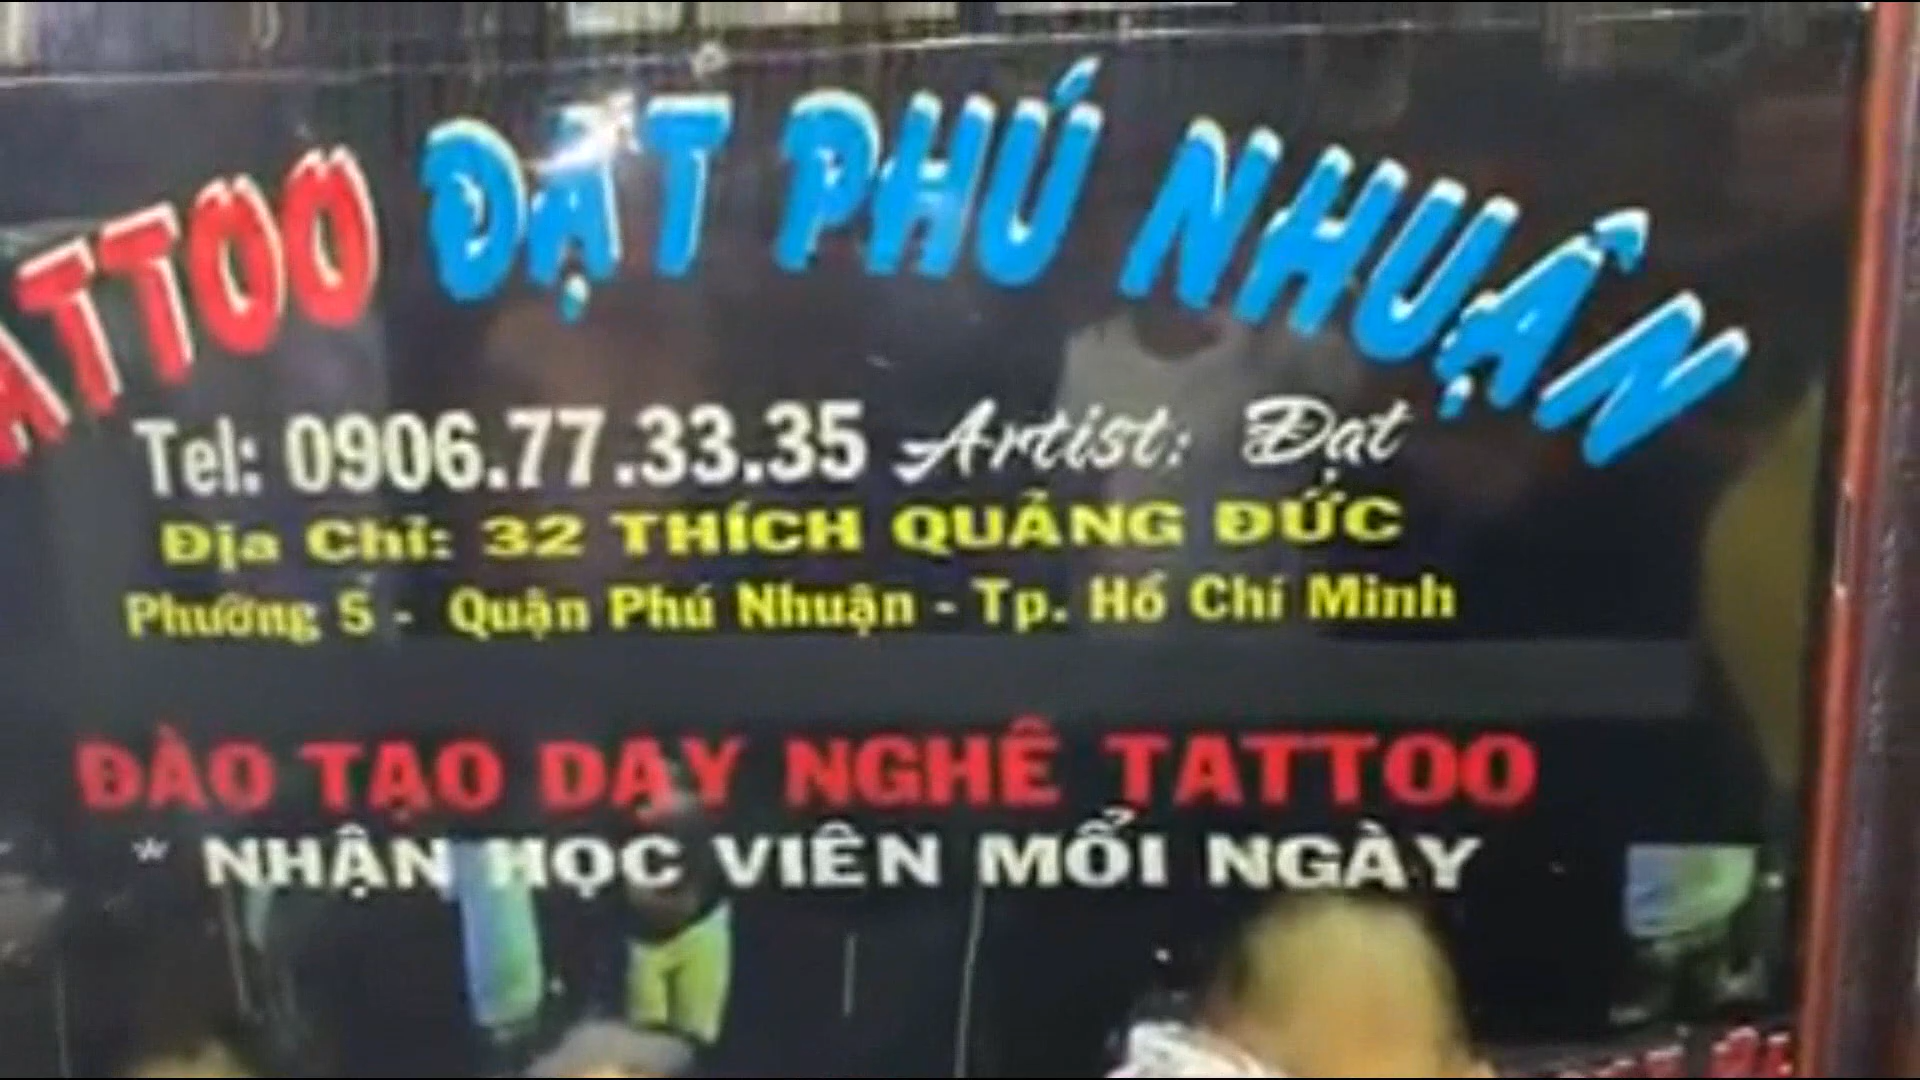 ATTOO ĐẠT PHÚ NHUẬN
Tel: 0906.77.33.35 Artist: Đạt
Địa Chỉ: 32 THÍCH QUẢNG ĐỨC
Phường 5 - Quận Phú Nhuận - Tp. Hồ Chí Minh
ĐÀO TẠO DẠY NGHỀ TATTOO
* NHẬN HỌC VIÊN MỔI NGÀY